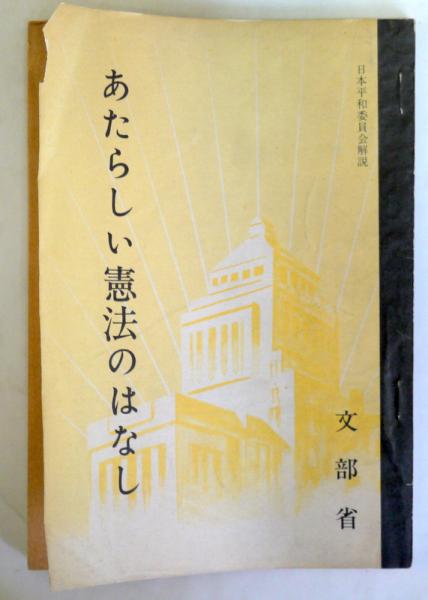 日本平和委員会解説
あたらしい憲法のはなし
文部省